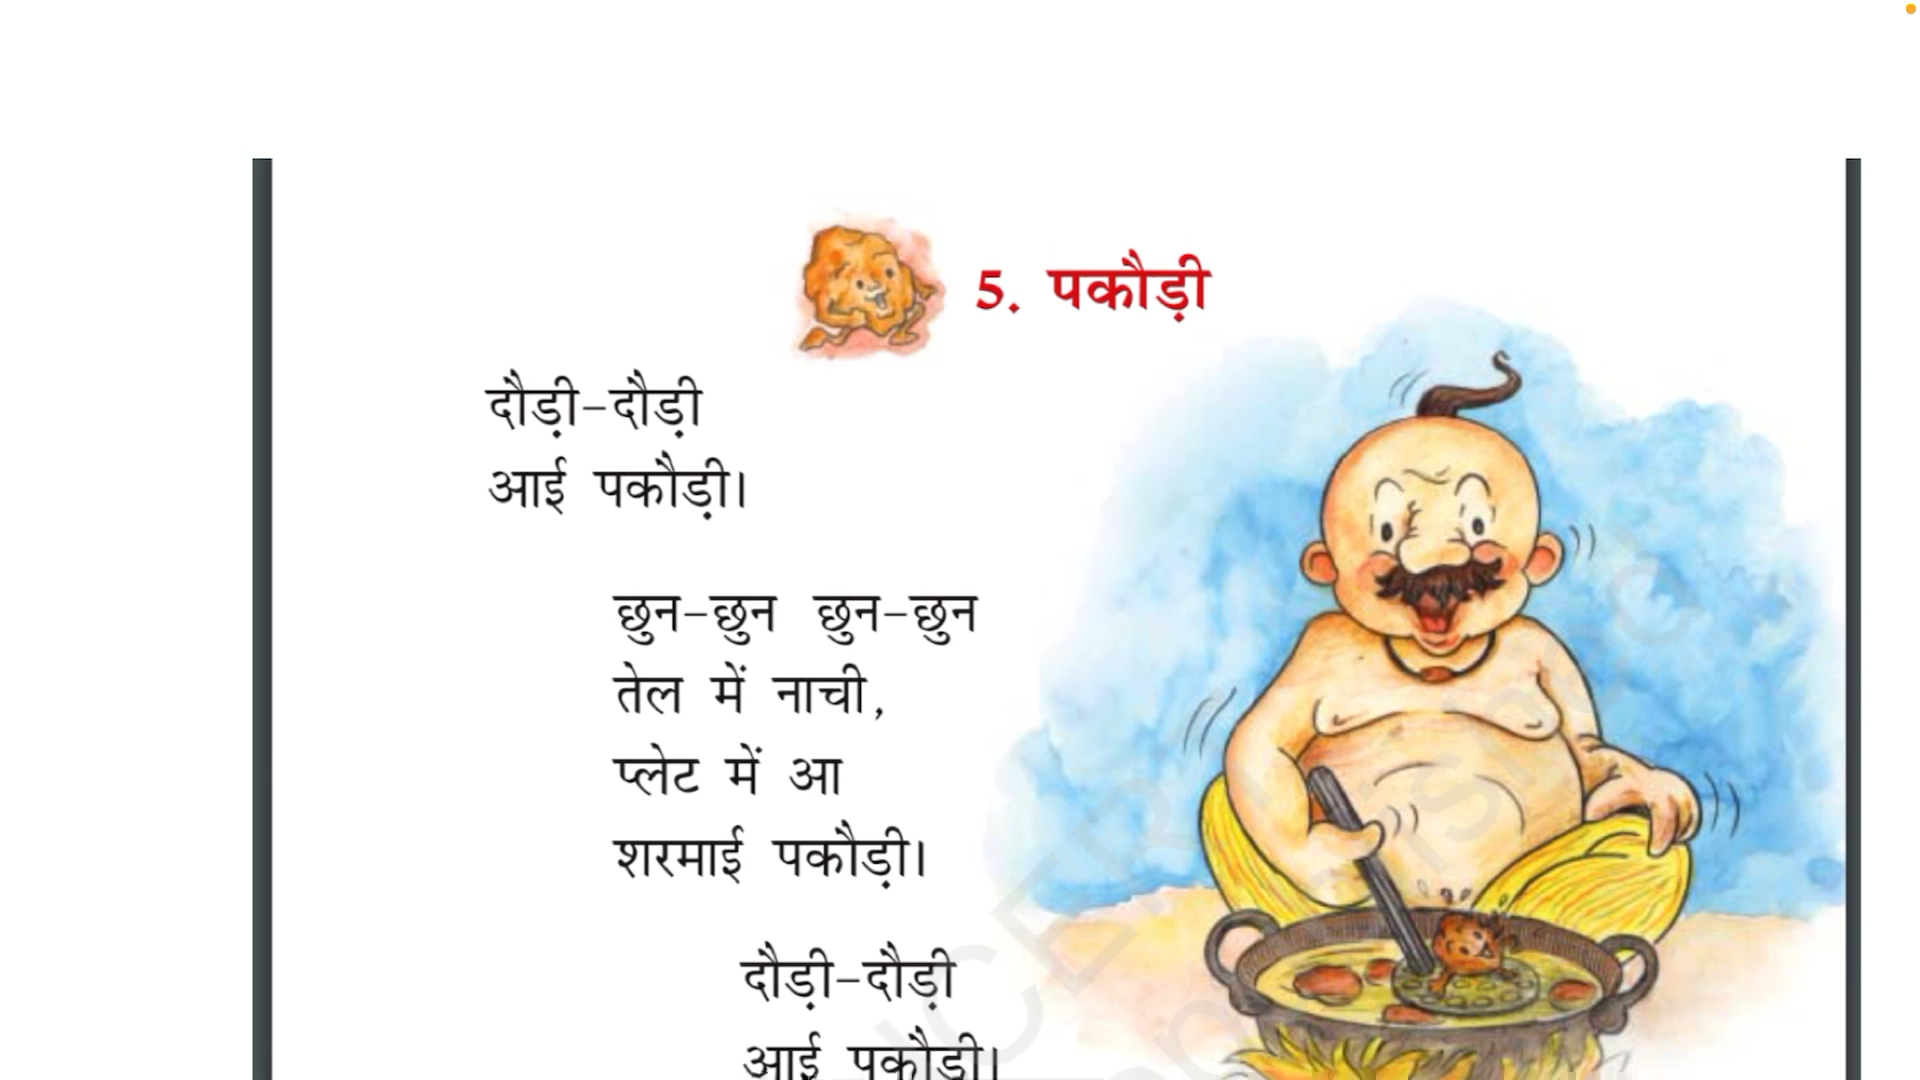 5. पकौड़ी
दौड़ी-दौड़ी
आई पकौड़ी।
छुन-छुन छुन-छुन
तेल में नाची,
प्लेट में आ
शरमाई पकौड़ी।
दौड़ी-दौड़ी
आई पकौड़ी।